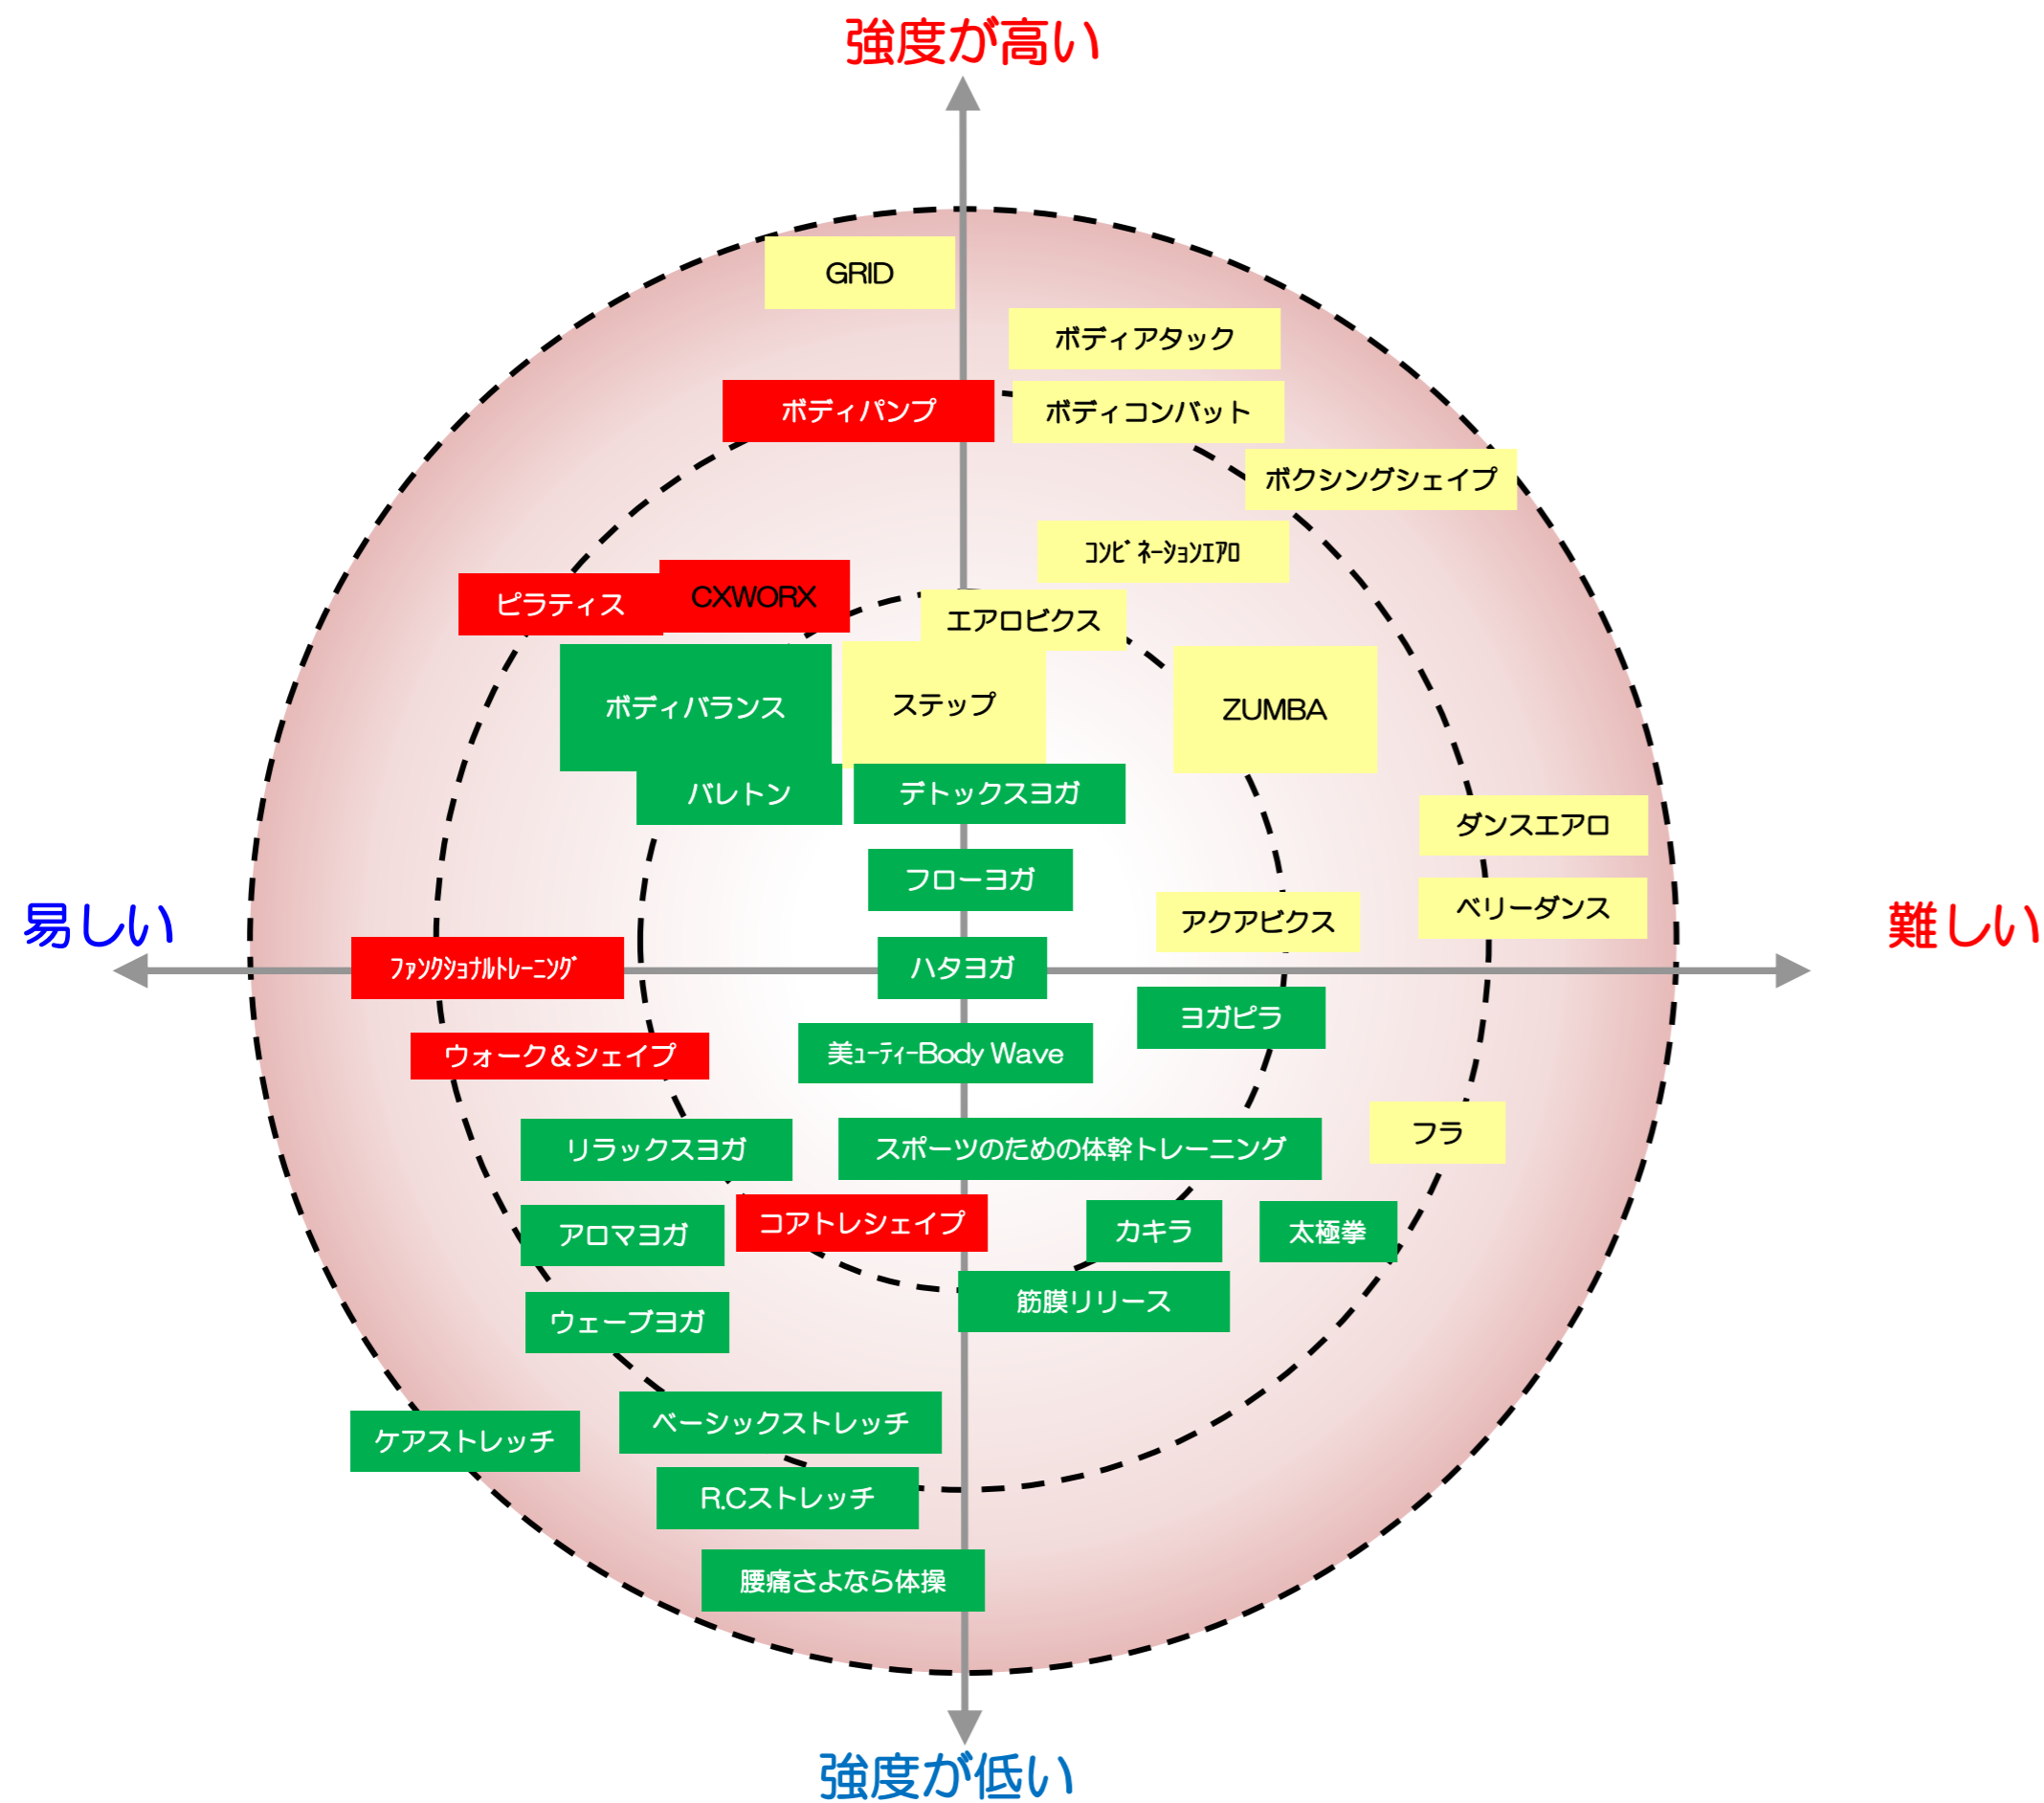 強度が高い
GRID
ボディアタック
ボディパンプ
ボディコンバット
ボクシングシェイプ
ｺﾝﾋﾞﾈｰｼｮﾝｴｱﾛ
ピラティス
CXWORX
エアロビクス
ボディバランス
ステップ
ZUMBA
バレトン
デトックスヨガ
ダンスエアロ
フローヨガ
アクアビクス
ベリーダンス
易しい
難しい
ﾌｧﾝｸｼｮﾅﾙﾄﾚｰﾆﾝｸﾞ
ハタヨガ
ヨガピラ
ウォーク＆シェイプ
美ｭｰﾃｨｰBody Wave
リラックスヨガ
スポーツのための体幹トレーニング
フラ
アロマヨガ
コアトレシェイプ
カキラ
太極拳
ウェーブヨガ
筋膜リリース
ケアストレッチ
ベーシックストレッチ
R.Cストレッチ
腰痛さよなら体操
強度が低い